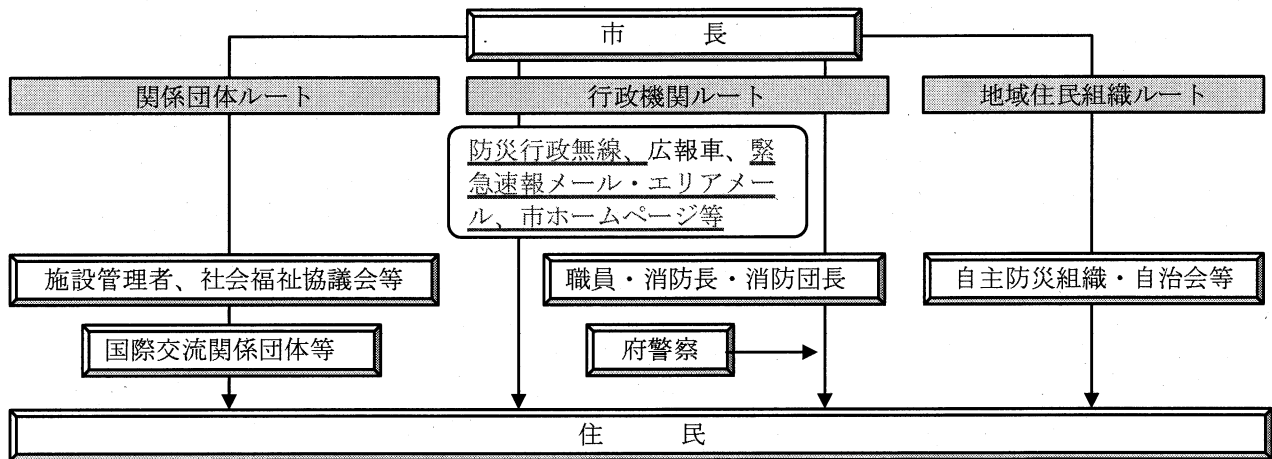 市長
関係団体ルート
行政機関ルート
地域住民組織ルート
防災行政無線、広報車、緊
急速報メール・エリアメー
ル、市ホームページ等
施設管理者、社会福祉協議会等
職員・消防長・消防団長
自主防災組織・自治会等
国際交流関係団体等
府警察
住民